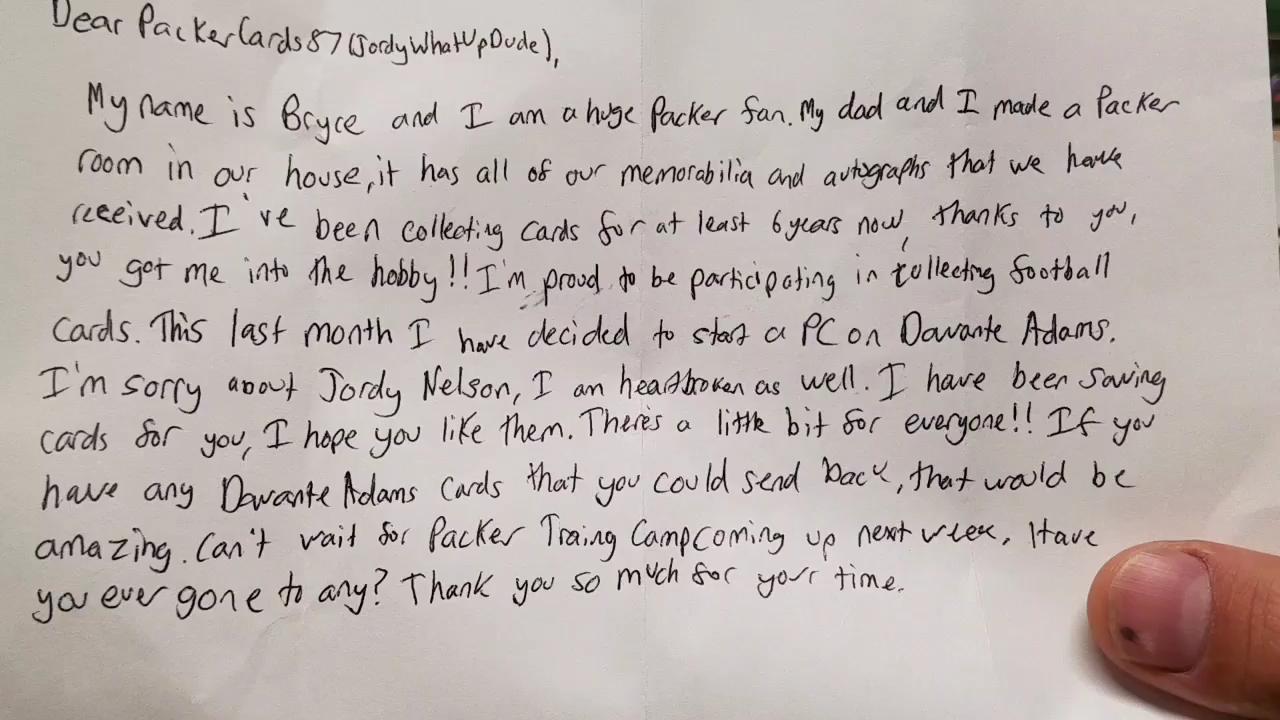 Dear PackerCards87(JordyWhatUpDude),
My name is Bryce and I am a huge Packer fan. My dad and I made a Packer
room in our house, it has all of our memorabilia and autographs that we have
received. I've been collecting cards for at least 6 years now, thanks to you,
you got me into the hobby!! I'm proud to be participating in collecting football
cards. This last month I have decided to start a PC on Davante Adams.
I'm sorry about Jordy Nelson, I am heartbroken as well. I have been saving
cards for you, I hope you like them. There's a little bit for everyone!! If you
have any Davante Adams cards that you could send back, that would be
amazing. Can't wait for Packer Traing Camp coming up next week, Have
you ever gone to any? Thank you so much for your time.